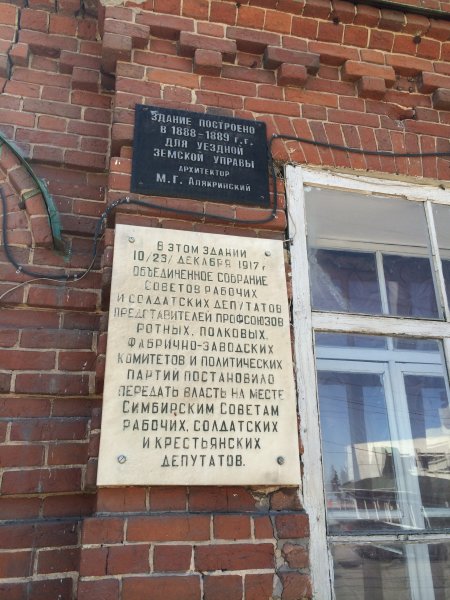 ЗДАНИЕ ПОСТРОЕНО
В 1888-1889 г.г.
ДЛЯ УЕЗДНОЙ
ЗЕМСКОЙ УПРАВЫ
АРХИТЕКТОР
М.Г. Алякринский
В ЭТОМ ЗДАНИИ
10/23/ ДЕКАБРЯ 1917 г.
ОБЪЕДИНЕННОЕ СОБРАНИЕ
СОВЕТОВ РАБОЧИХ
И СОЛДАТСКИХ ДЕПУТАТОВ
ПРЕДСТАВИТЕЛЕЙ ПРОФСОЮЗОВ
РОТНЫХ, ПОЛКОВЫХ,
ФАБРИЧНО-ЗАВОДСКИХ
КОМИТЕТОВ И ПОЛИТИЧЕСКИХ
ПАРТИЙ ПОСТАНОВИЛО
ПЕРЕДАТЬ ВЛАСТЬ НА МЕСТЕ
СИМБИРСКИМ СОВЕТАМ
РАБОЧИХ, СОЛДАТСКИХ
И КРЕСТЬЯНСКИХ
ДЕПУТАТОВ.